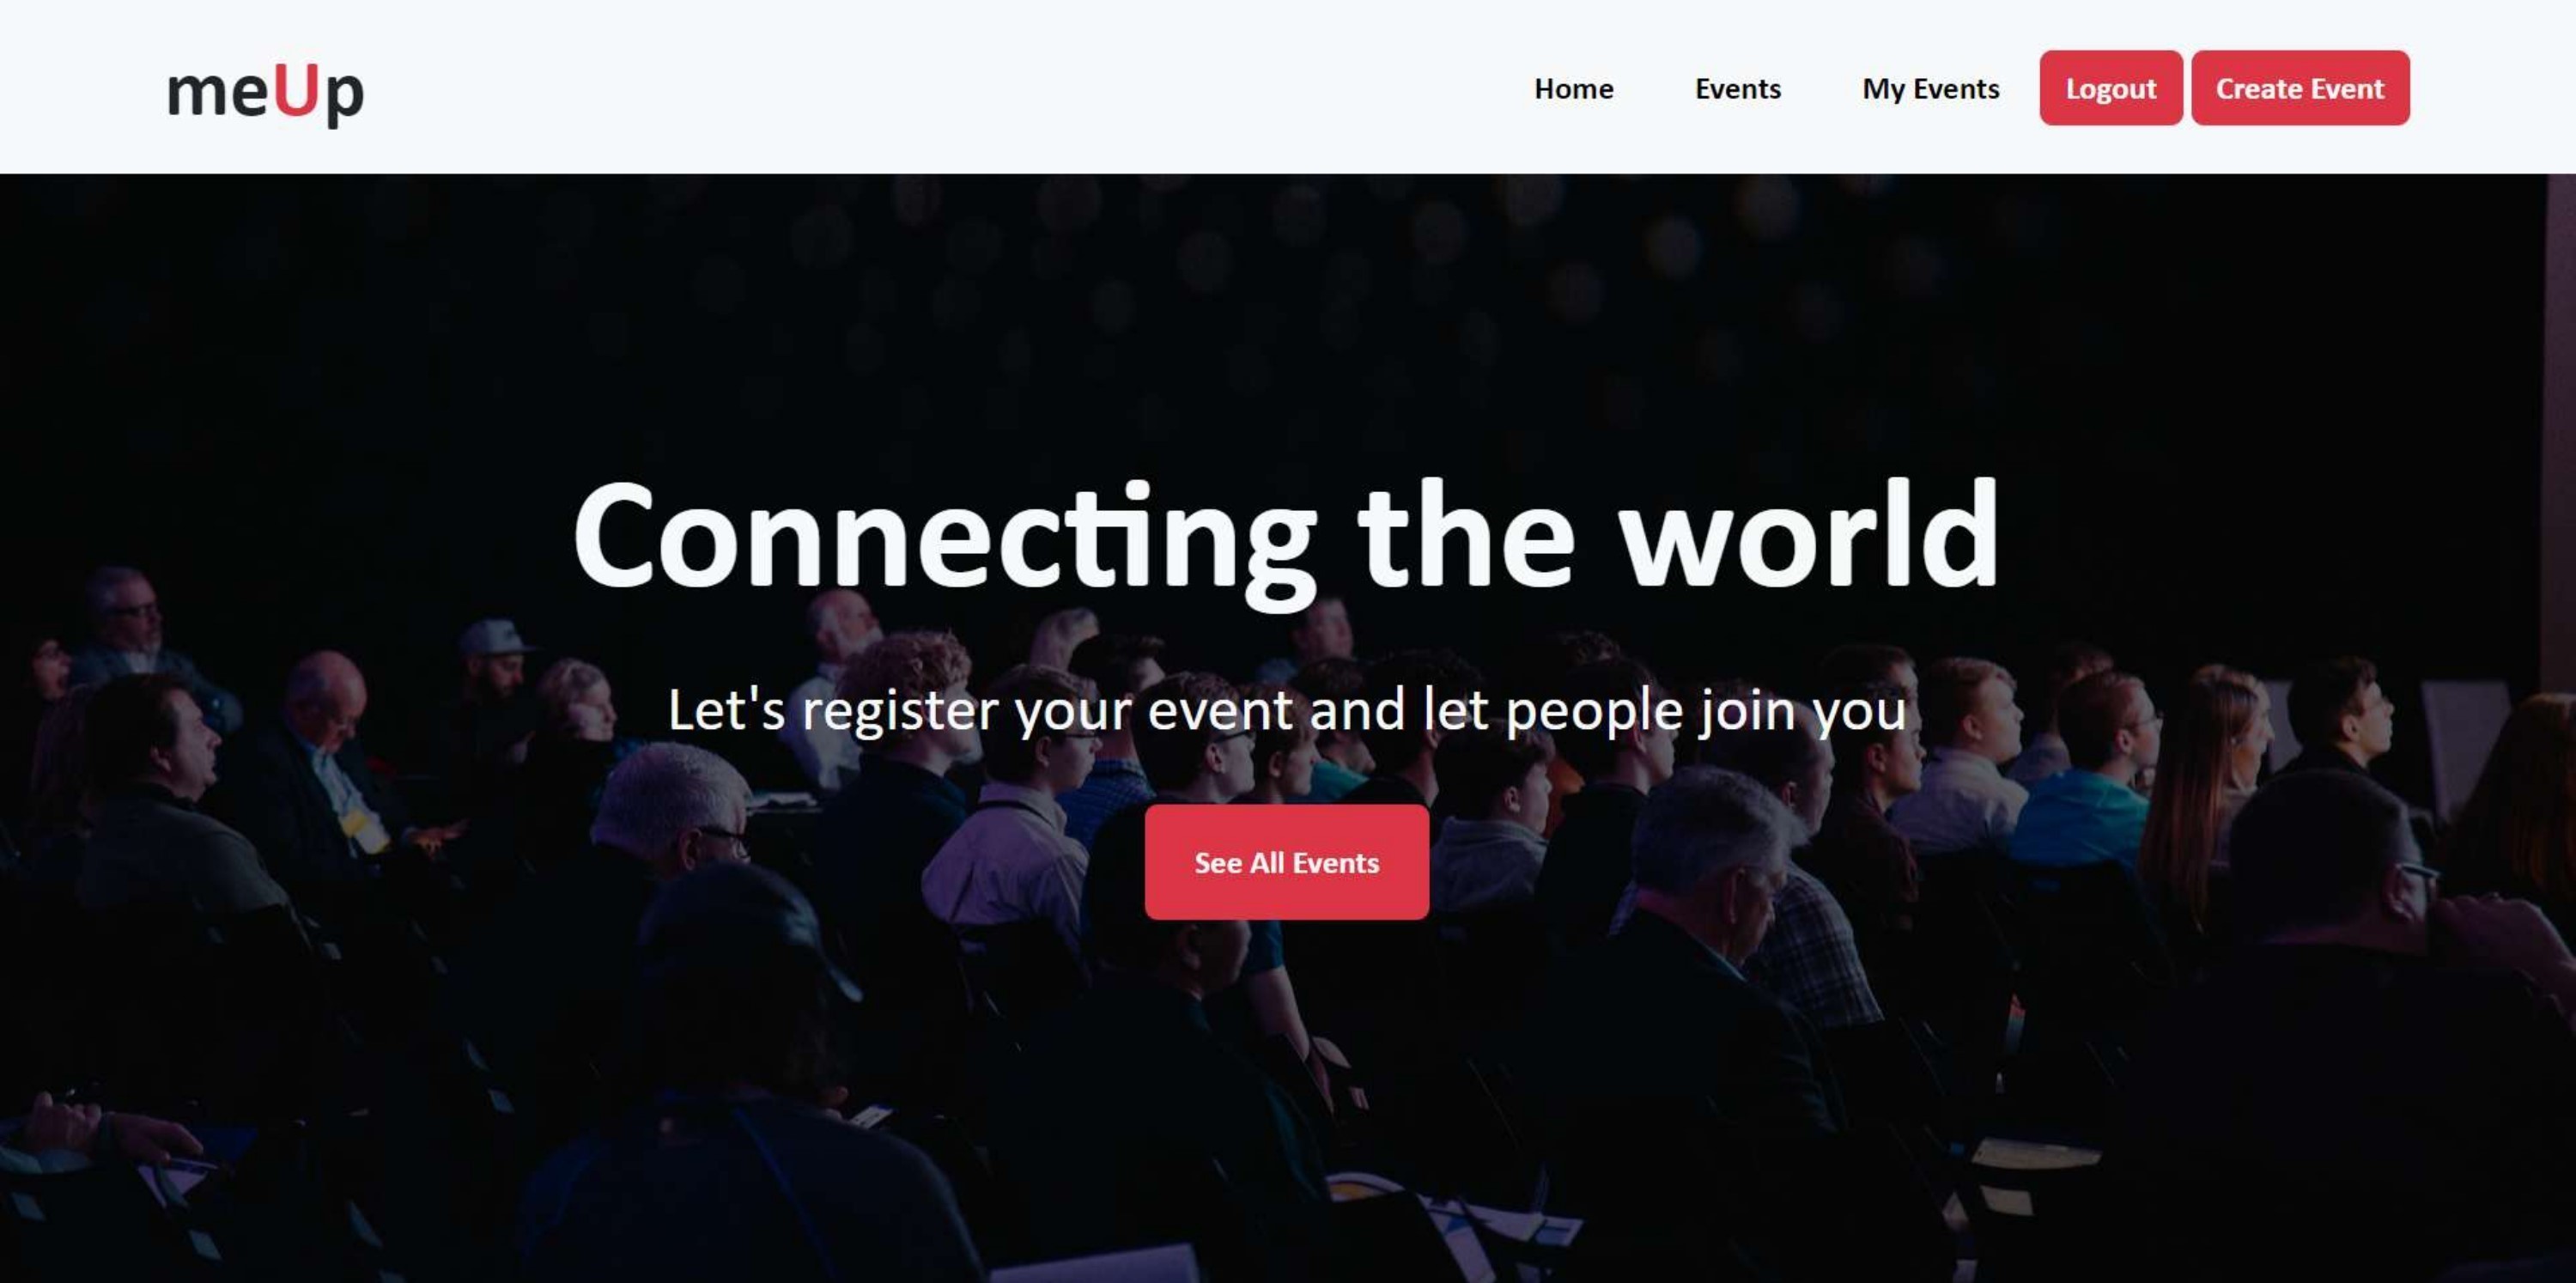 meUp
Home Events My Events Logout Create Event
Connecting the world
Let's register your event and let people join you
See All Events